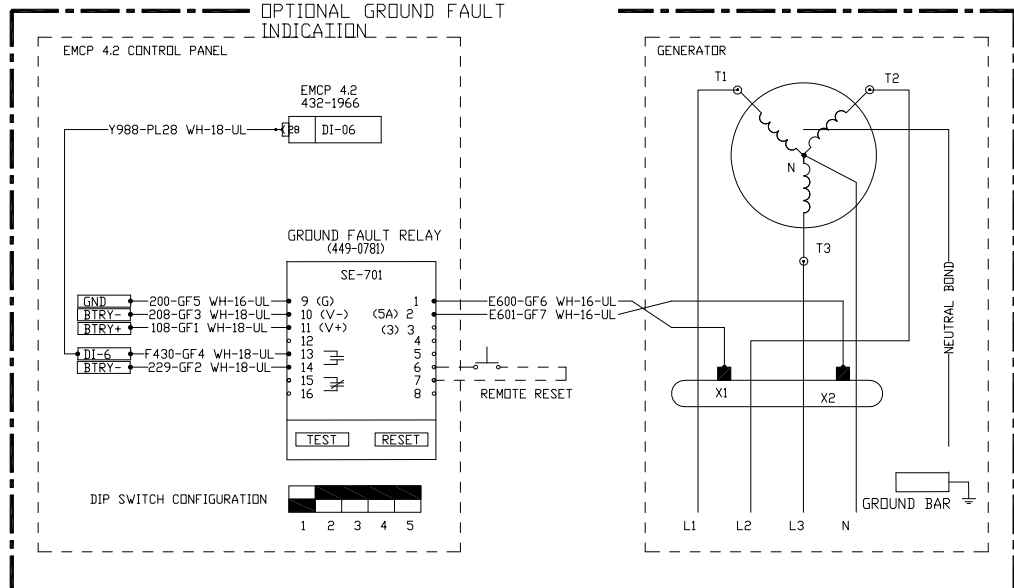 OPTIONAL GROUND FAULT
INDICATION
EMCP 4.2 CONTROL PANEL
GENERATOR
T1
T2
EMCP 4.2
432-1966
Y988-PL28 WH-18-UL
28
DI-06
N
GROUND FAULT RELAY
(449-0781)
T3
SE-701
GND
200-GF5 WH-16-UL
9 (G)
1
E600-GF6 WH-16-UL
BTRY-
208-GF3 WH-18-UL
10 (V-)
(5A) 2
E601-GF7 WH-16-UL
BTRY+
108-GF1 WH-18-UL
11 (V+)
(3) 3
12
4
DI-6
F430-GF4 WH-18-UL
13
5
BTRY-
229-GF2 WH-18-UL
14
6
15
7
16
8
REMOTE RESET
NEUTRAL BOND
X1
X2
TEST
RESET
DIP SWITCH CONFIGURATION
1
2
3
4
5
GROUND BAR
L1
L2
L3
N